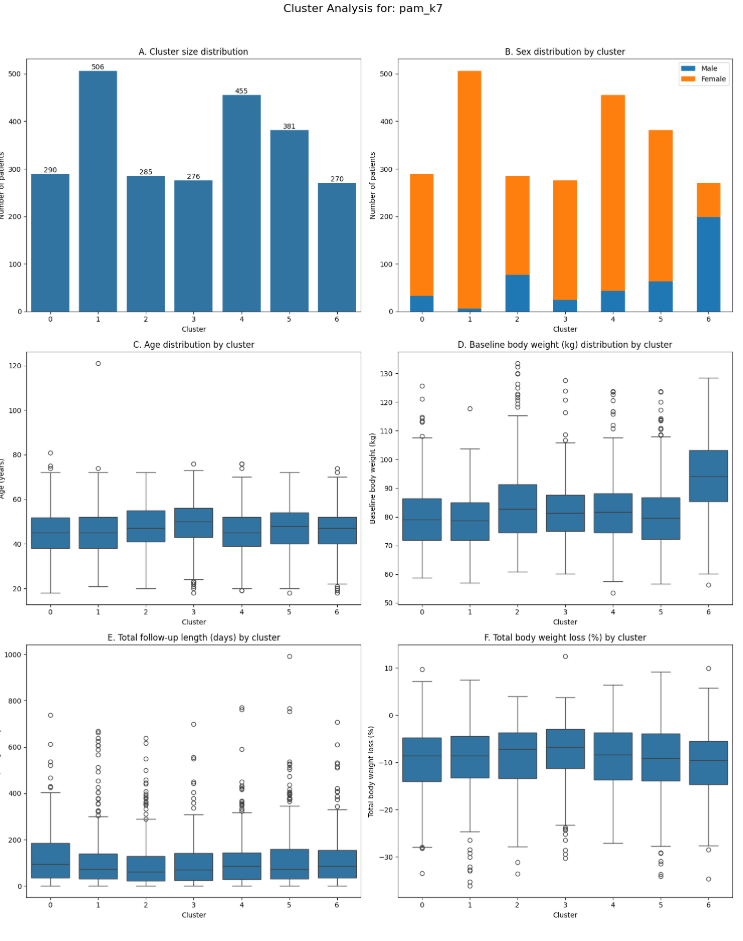 Cluster Analysis for: pam_k7
A. Cluster size distribution
B. Sex distribution by cluster
500
400
300
200
100
0
290
506
285
276
455
381
270
0 1 2 3 4 5 6
Cluster
Number of patients
500
400
300
200
100
0
Male
Female
0 1 2 3 4 5 6
Cluster
Number of patients
C. Age distribution by cluster
D. Baseline body weight (kg) distribution by cluster
120
100
80
60
40
20
0 1 2 3 4 5 6
Cluster
Age (years)
130
120
110
100
90
80
70
60
50
0 1 2 3 4 5 6
Cluster
Baseline body weight (kg)
E. Total follow-up length (days) by cluster
F. Total body weight loss (%) by cluster
1000
800
600
400
200
0
0 1 2 3 4 5 6
Cluster
10
0
−10
−20
−30
0 1 2 3 4 5 6
Cluster
Total body weight loss (%)